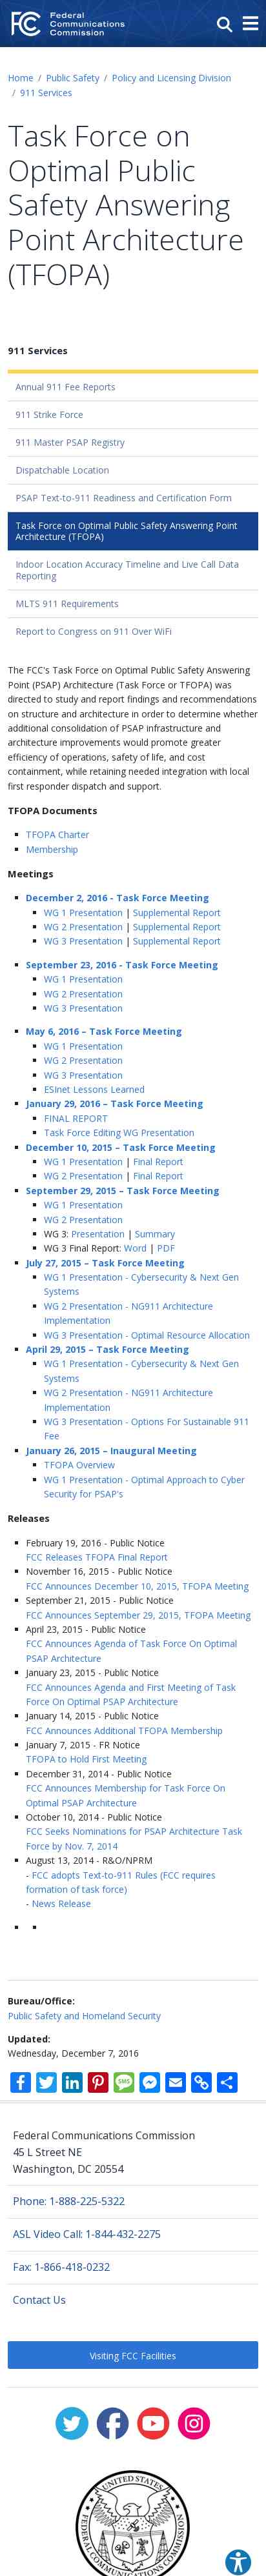 FC Federal
Communications
Commission
Home / Public Safety / Policy and Licensing Division
/ 911 Services
Task Force on
Optimal Public
Safety Answering
Point Architecture
(TFOPA)
911 Services
Annual 911 Fee Reports
911 Strike Force
911 Master PSAP Registry
Dispatchable Location
PSAP Text-to-911 Readiness and Certification Form
Task Force on Optimal Public Safety Answering Point
Architecture (TFOPA)
Indoor Location Accuracy Timeline and Live Call Data
Reporting
MLTS 911 Requirements
Report to Congress on 911 Over WiFi
The FCC's Task Force on Optimal Public Safety Answering
Point (PSAP) Architecture (Task Force or TFOPA) was
directed to study and report findings and recommendations
on structure and architecture in order to determine whether
additional consolidation of PSAP infrastructure and
architecture improvements would promote greater
efficiency of operations, safety of life, and cost
containment, while retaining needed integration with local
first responder dispatch and support.
TFOPA Documents
TFOPA Charter
Membership
Meetings
December 2, 2016 - Task Force Meeting
WG 1 Presentation | Supplemental Report
WG 2 Presentation | Supplemental Report
WG 3 Presentation | Supplemental Report
September 23, 2016 - Task Force Meeting
WG 1 Presentation
WG 2 Presentation
WG 3 Presentation
May 6, 2016 – Task Force Meeting
WG 1 Presentation
WG 2 Presentation
WG 3 Presentation
ESInet Lessons Learned
January 29, 2016 – Task Force Meeting
FINAL REPORT
Task Force Editing WG Presentation
December 10, 2015 – Task Force Meeting
WG 1 Presentation | Final Report
WG 2 Presentation | Final Report
September 29, 2015 – Task Force Meeting
WG 1 Presentation
WG 2 Presentation
WG 3: Presentation | Summary
WG 3 Final Report: Word | PDF
July 27, 2015 – Task Force Meeting
WG 1 Presentation - Cybersecurity & Next Gen
Systems
WG 2 Presentation - NG911 Architecture
Implementation
WG 3 Presentation - Optimal Resource Allocation
April 29, 2015 – Task Force Meeting
WG 1 Presentation - Cybersecurity & Next Gen
Systems
WG 2 Presentation - NG911 Architecture
Implementation
WG 3 Presentation - Options For Sustainable 911
Fee
January 26, 2015 – Inaugural Meeting
TFOPA Overview
WG 1 Presentation - Optimal Approach to Cyber
Security for PSAP's
Releases
February 19, 2016 - Public Notice
FCC Releases TFOPA Final Report
November 16, 2015 - Public Notice
FCC Announces December 10, 2015, TFOPA Meeting
September 21, 2015 - Public Notice
FCC Announces September 29, 2015, TFOPA Meeting
April 23, 2015 - Public Notice
FCC Announces Agenda of Task Force On Optimal
PSAP Architecture
January 23, 2015 - Public Notice
FCC Announces Agenda and First Meeting of Task
Force On Optimal PSAP Architecture
January 14, 2015 - Public Notice
FCC Announces Additional TFOPA Membership
January 7, 2015 - FR Notice
TFOPA to Hold First Meeting
December 31, 2014 - Public Notice
FCC Announces Membership for Task Force On
Optimal PSAP Architecture
October 10, 2014 - Public Notice
FCC Seeks Nominations for PSAP Architecture Task
Force by Nov. 7, 2014
August 13, 2014 - R&O/NPRM
- FCC adopts Text-to-911 Rules (FCC requires
formation of task force)
- News Release
Bureau/Office:
Public Safety and Homeland Security
Updated:
Wednesday, December 7, 2016
SMS
Federal Communications Commission
45 L Street NE
Washington, DC 20554
Phone: 1-888-225-5322
ASL Video Call: 1-844-432-2275
Fax: 1-866-418-0232
Contact Us
Visiting FCC Facilities
UNITED STATES
FEDERAL COMMUNICATIONS COMMISSION